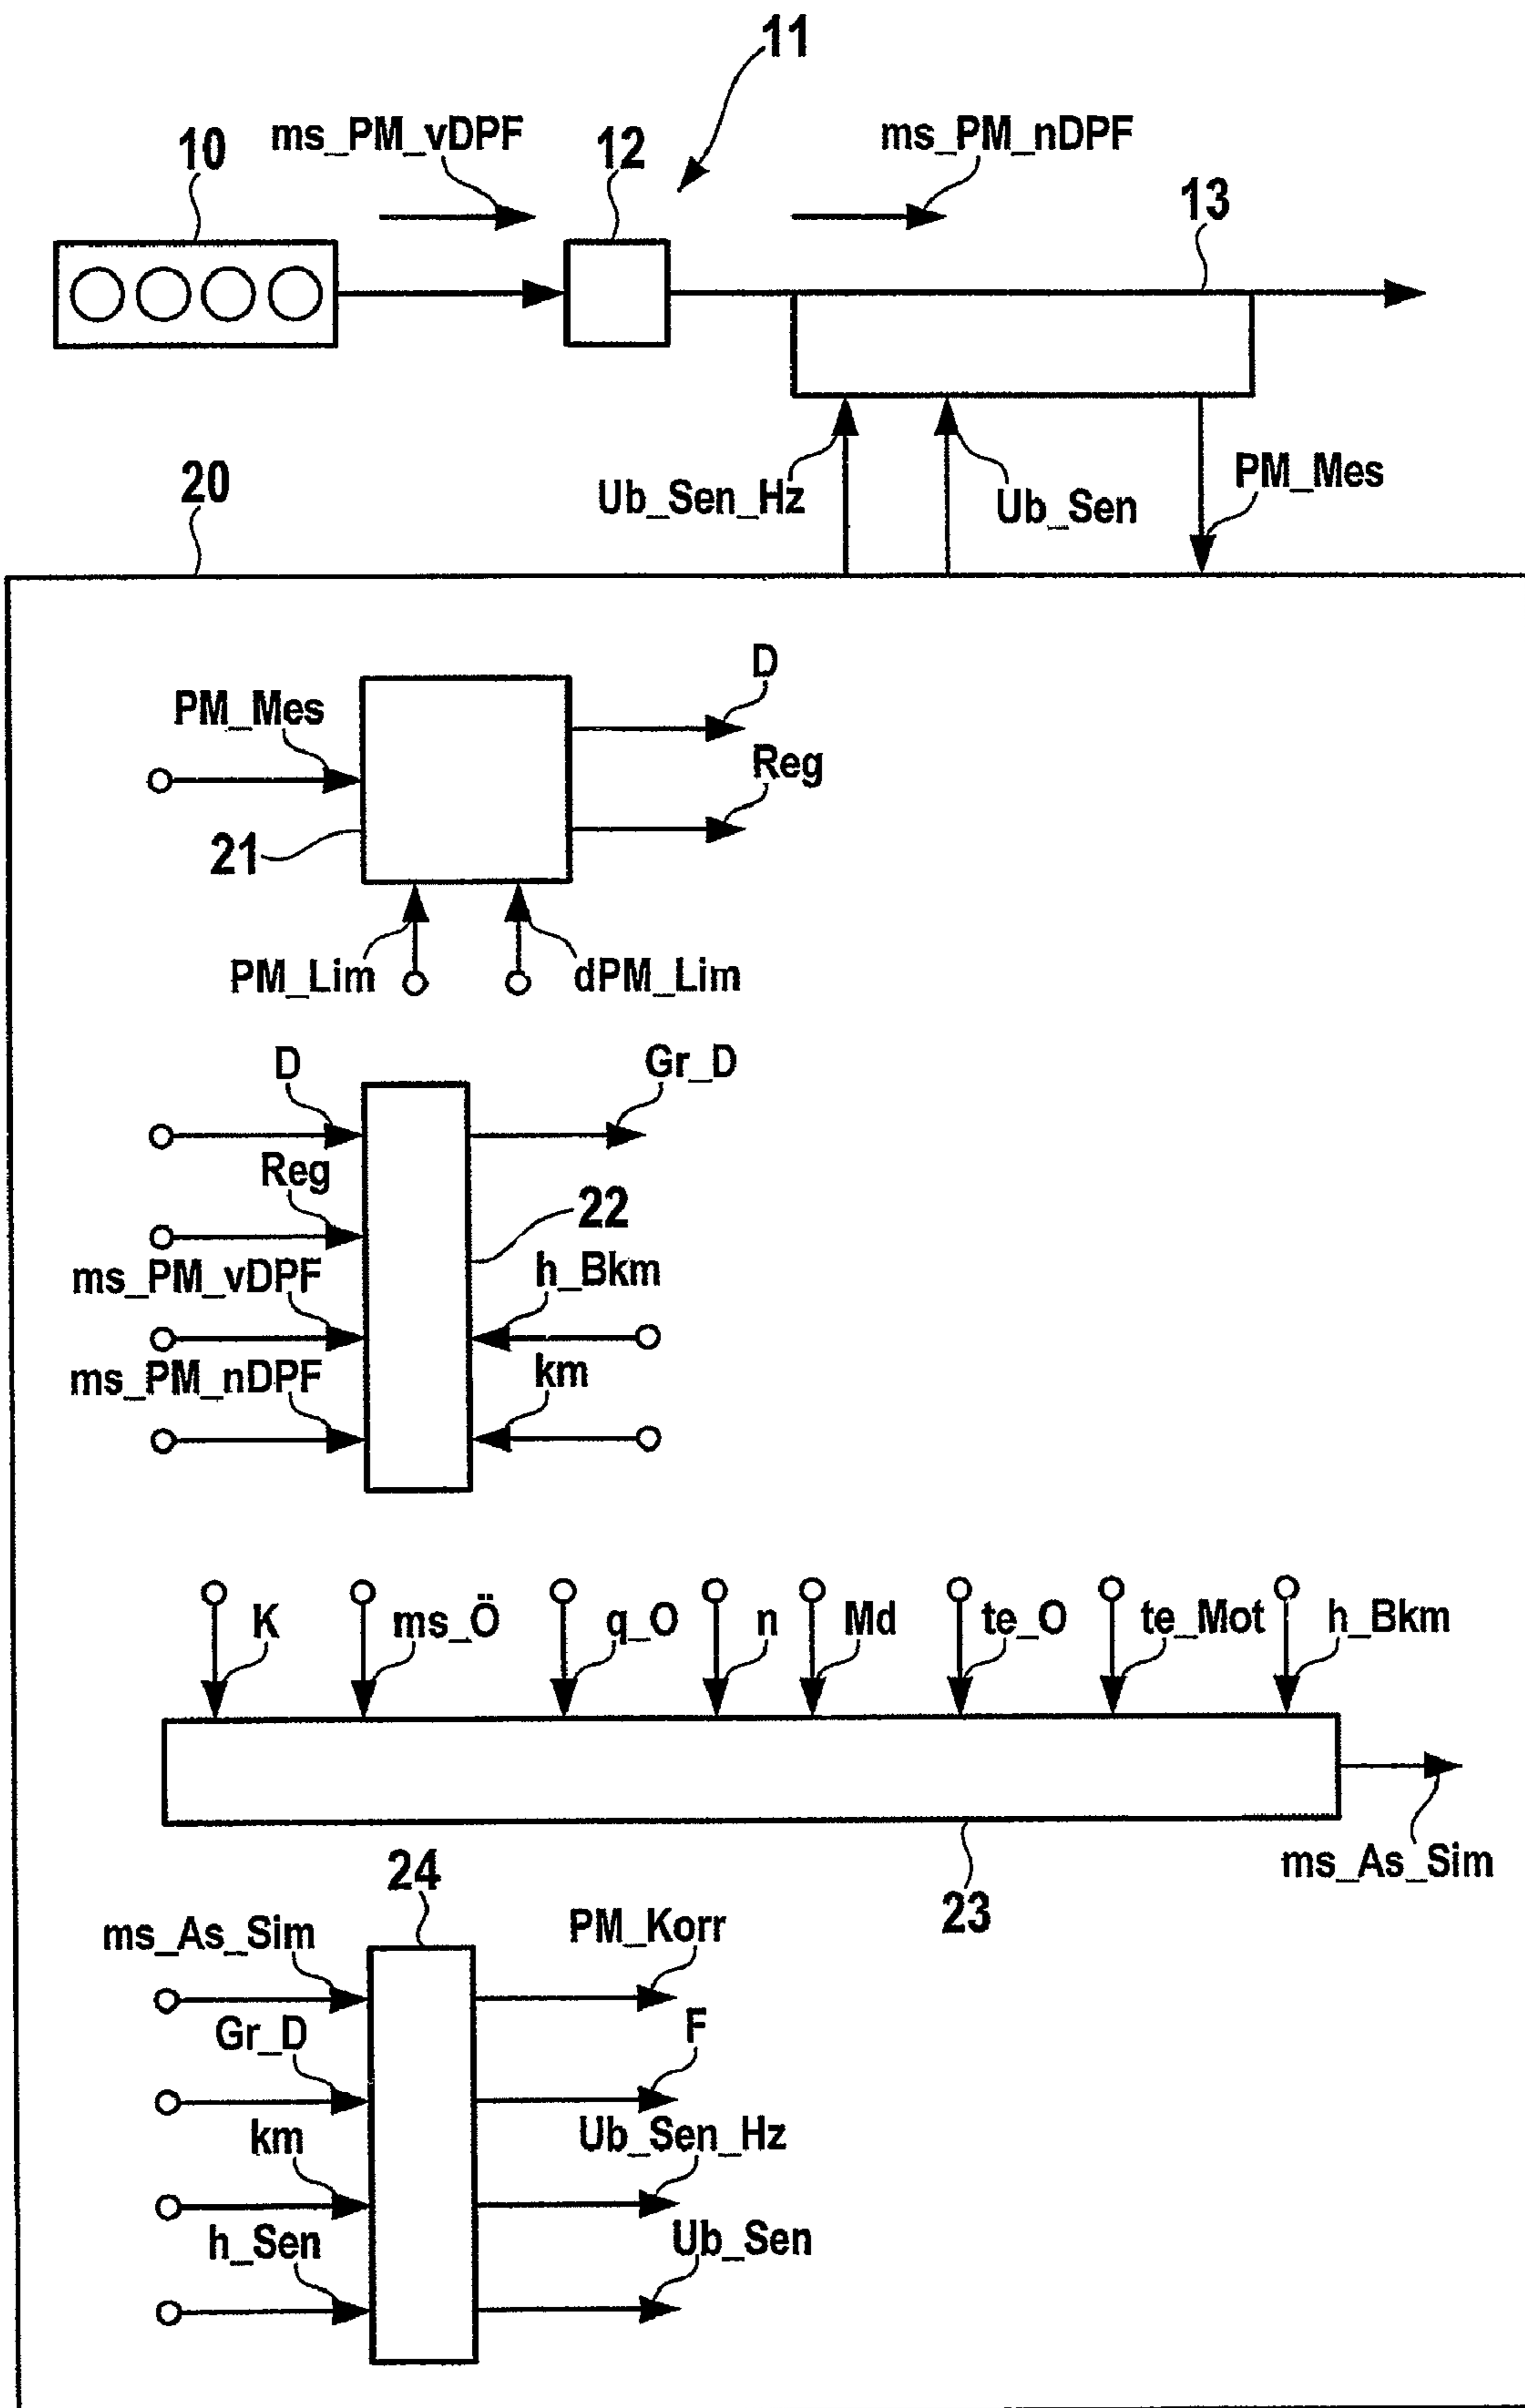 11
10
ms_PM_vDPF
12
ms_PM_nDPF
13
20
Ub_Sen_Hz
Ub_Sen
PM_Mes
D
PM_Mes
Reg
21
PM_Lim
dPM_Lim
D
Gr_D
Reg
22
ms_PM_vDPF
h_Bkm
ms_PM_nDPF
km
K
ms_Ö
q_O
n
Md
te_O
te_Mot
h_Bkm
ms_As_Sim
23
24
ms_As_Sim
PM_Korr
Gr_D
F
km
Ub_Sen_Hz
h_Sen
Ub_Sen